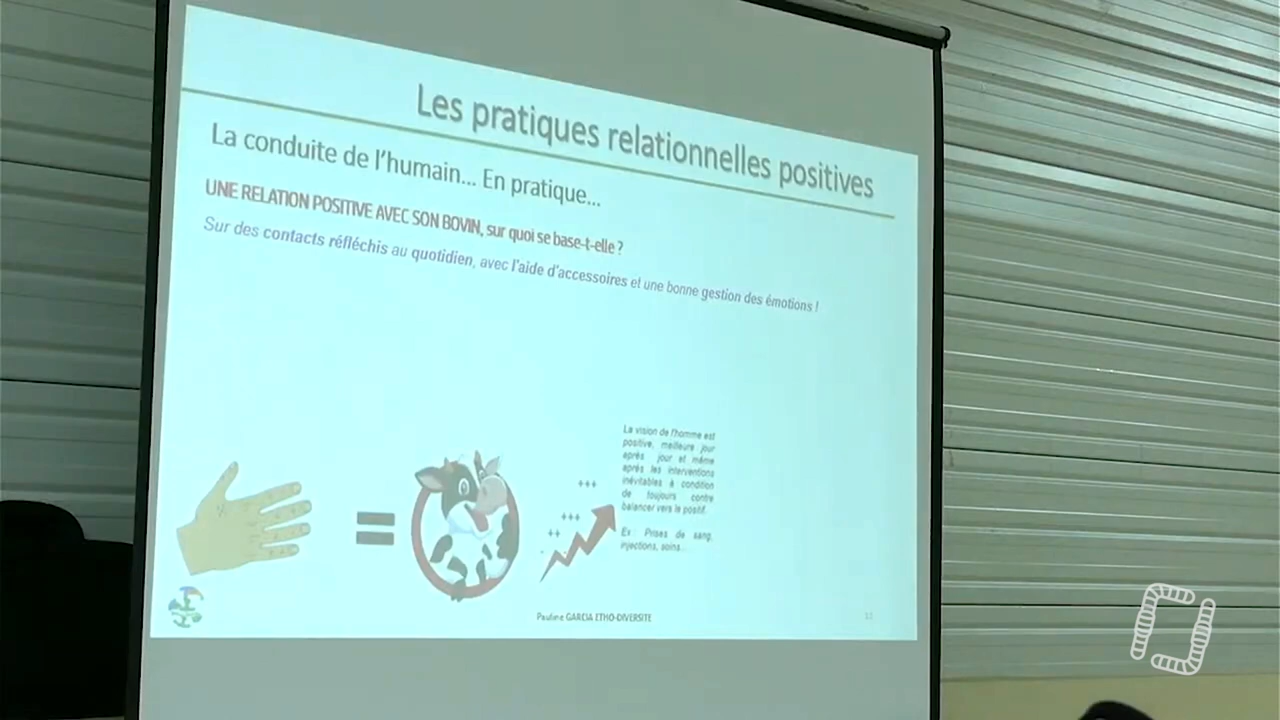 Les pratiques relationnelles positives
La conduite de l'humain... En pratique...
UNE RELATION POSITIVE AVEC SON BOVIN, sur quoi se base-t-elle ?
Sur des contacts réfléchis au quotidien, avec l'aide d'accessoires et une bonne gestion des émotions !
La vision de l'homme est
positive, meilleure jour
après jour et même
après les interventions
inévitables à condition
de toujours contre
balancer vers le positif.
Ex : Prises de sang,
injections, soins...
+++
+++
++
=
Pauline GARCIA ETHO-DIVERSITE
12